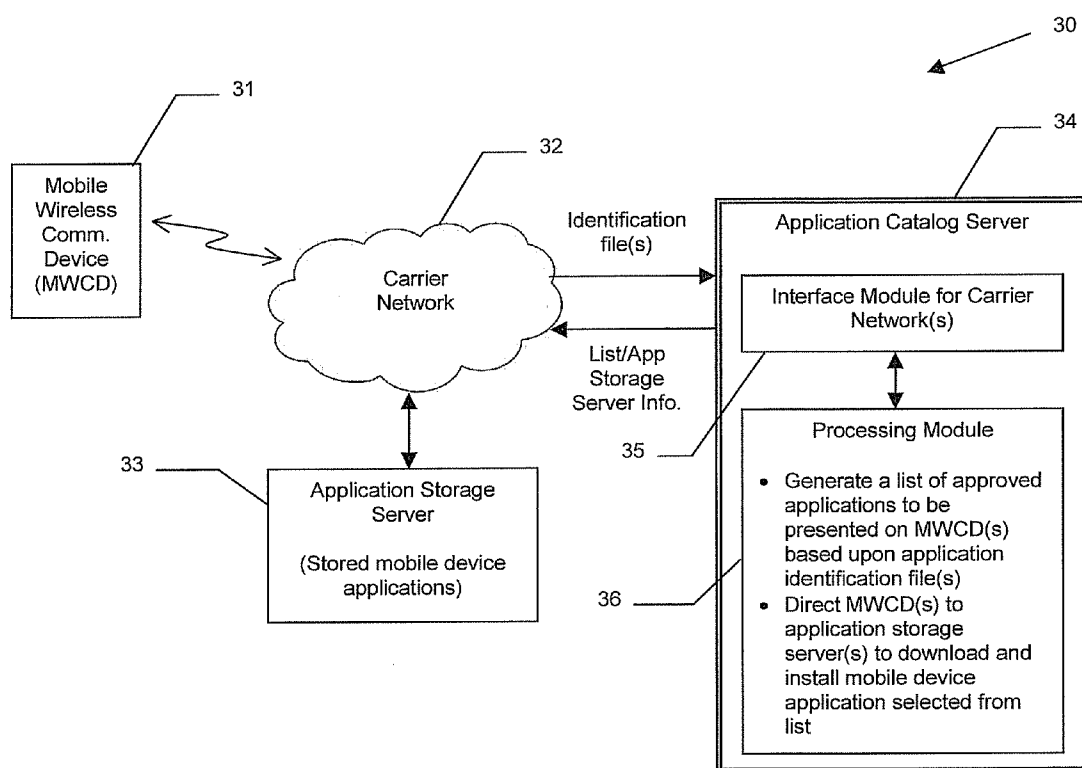 30
31
34
32
Mobile
Wireless
Comm.
Device
(MWCD)
Carrier
Network
Identification
file(s)
List/App
Storage
Server Info.
Application Catalog Server
Interface Module for Carrier
Network(s)
35
33
Application Storage
Server
(Stored mobile device
applications)
36
Processing Module
• Generate a list of approved
applications to be
presented on MWCD(s)
based upon application
identification file(s)
• Direct MWCD(s) to
application storage
server(s) to download and
install mobile device
application selected from
list